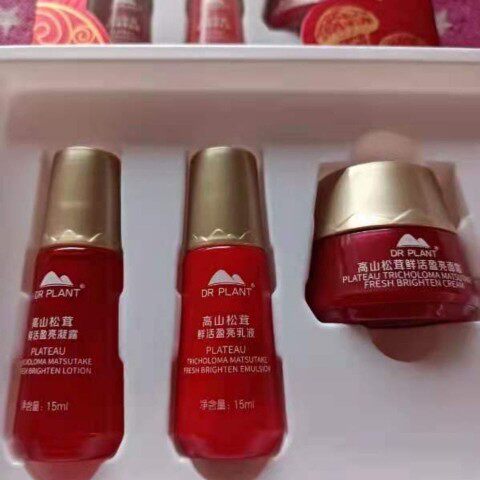 DR PLANT®
高山松茸
鲜活盈亮凝露
PLATEAU
TRICHOLOMA MATSUTAKE
FRESH BRIGHTEN LOTION
净含量: 15ml
DR PLANT®
高山松茸
鲜活盈亮乳液
PLATEAU
TRICHOLOMA MATSUTAKE
FRESH BRIGHTEN EMULSION
净含量: 15ml
DR PLANT®
高山松茸鲜活盈亮面霜
PLATEAU TRICHOLOMA MATSUTAKE
FRESH BRIGHTEN CREAM